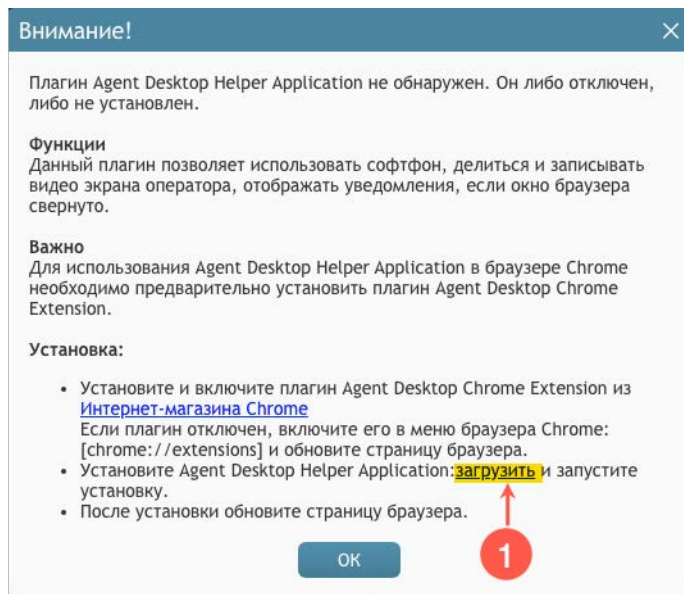 Внимание!
Плагин Agent Desktop Helper Application не обнаружен. Он либо отключен,
либо не установлен.
Функции
Данный плагин позволяет использовать софтфон, делиться и записывать
видео экрана оператора, отображать уведомления, если окно браузера
свернуто.
Важно
Для использования Agent Desktop Helper Application в браузере Chrome
необходимо предварительно установить плагин Agent Desktop Chrome
Extension.
Установка:
• Установите и включите плагин Agent Desktop Chrome Extension из
Интернет-магазина Chrome
Если плагин отключен, включите его в меню браузера Chrome:
[chrome://extensions] и обновите страницу браузера.
• Установите Agent Desktop Helper Application:загрузить и запустите
установку.
• После установки обновите страницу браузера.
ОК
1